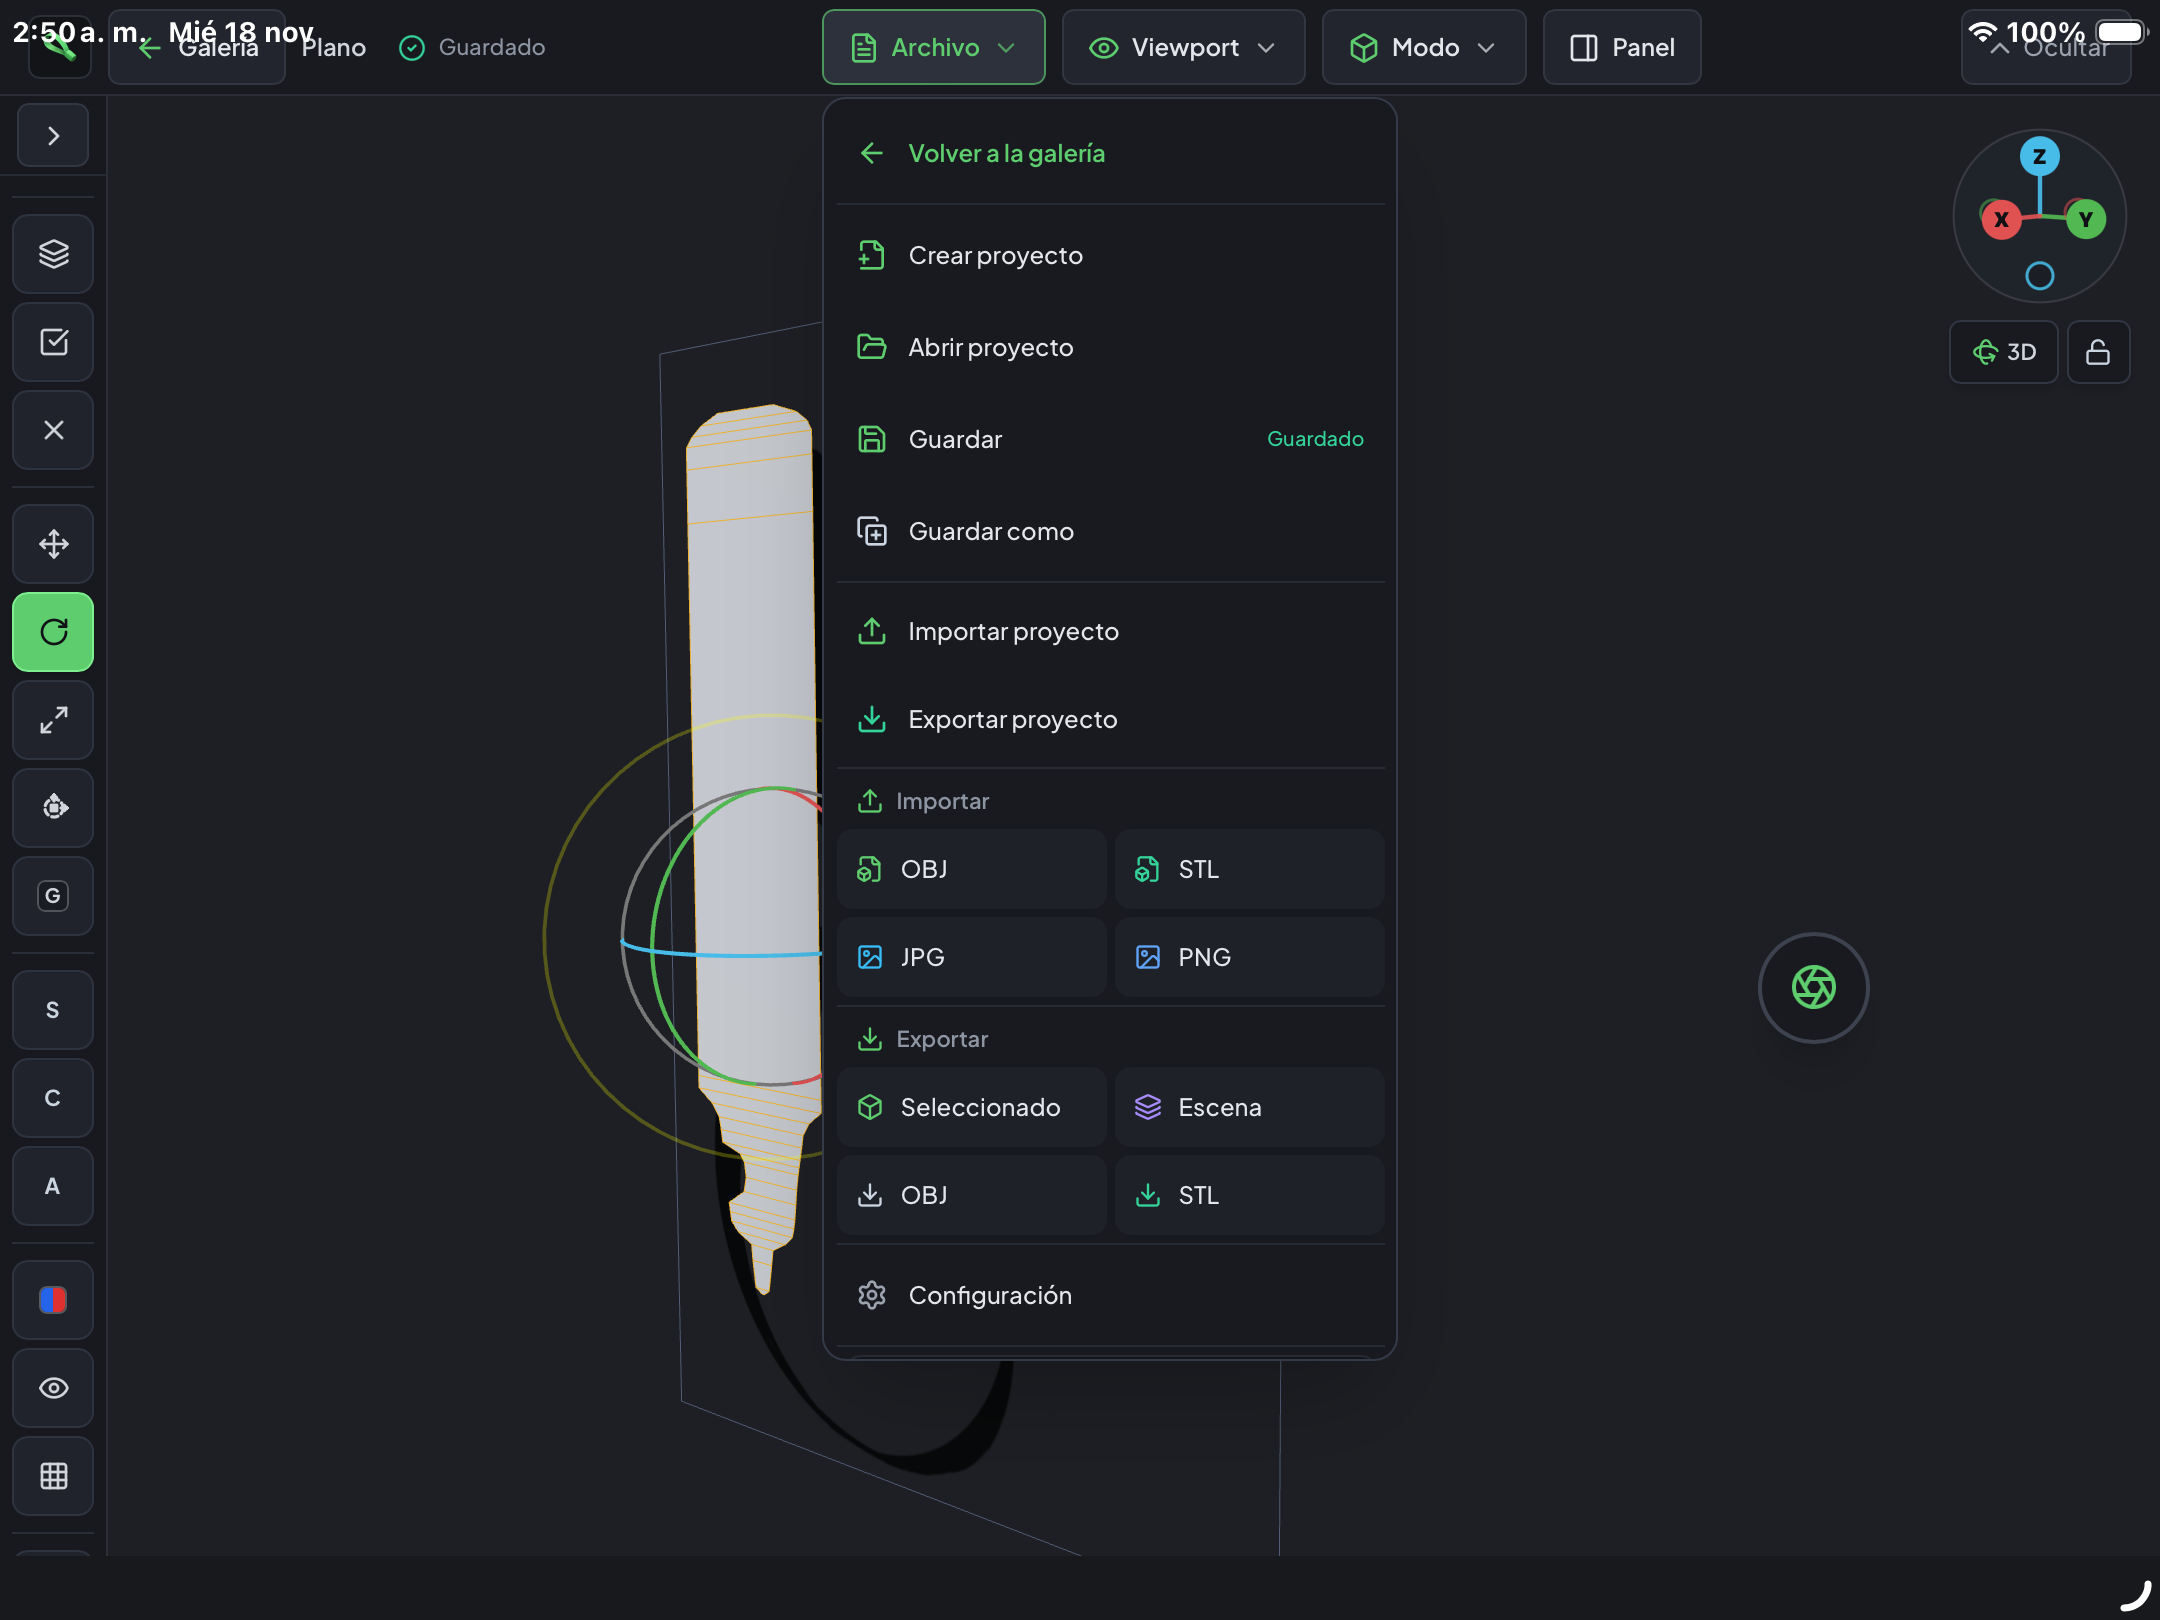 2:50 a. m. Mié 18 nov
100%
Galería
Plano
Guardado
Archivo
Viewport
Modo
Panel
Ocultar
Volver a la galería
Crear proyecto
Abrir proyecto
Guardar Guardado
Guardar como
Importar proyecto
Exportar proyecto
Importar
OBJ STL
JPG PNG
Exportar
Seleccionado Escena
OBJ STL
Configuración
Z
X Y
3D
G
S
C
A